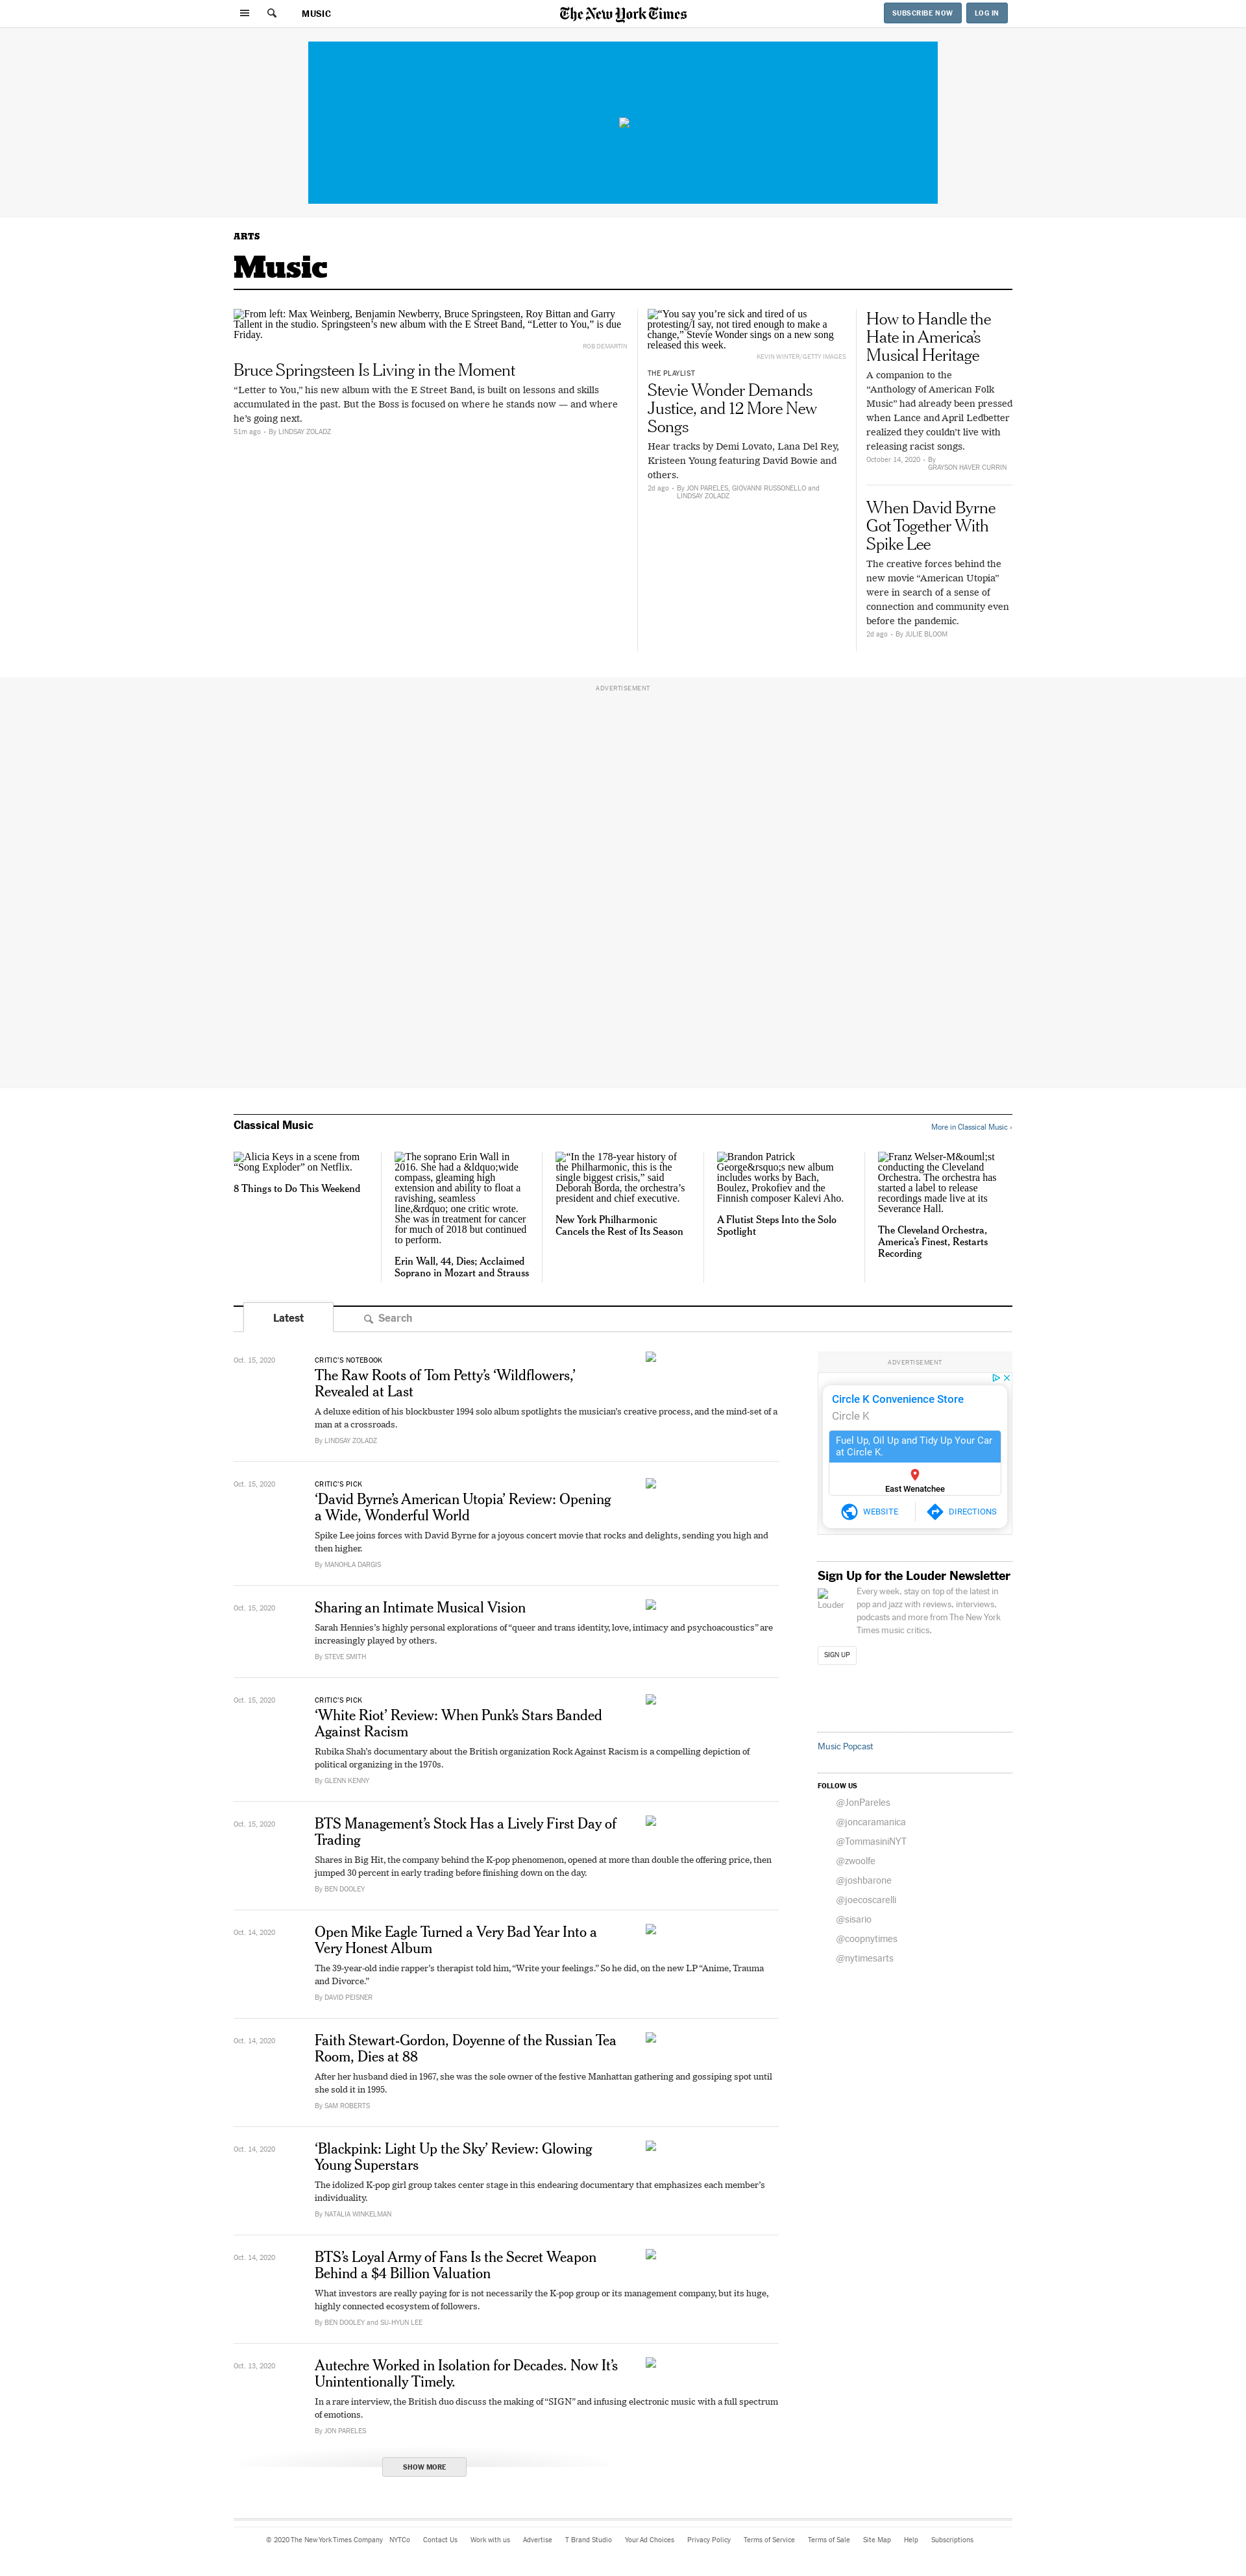 MUSIC
The New York Times
SUBSCRIBE NOW
LOG IN
ARTS
Music
From left: Max Weinberg, Benjamin Newberry, Bruce Springsteen, Roy Bittan and Garry
Tallent in the studio. Springsteen’s new album with the E Street Band, “Letter to You,” is due
Friday.
ROB DEMARTIN
Bruce Springsteen Is Living in the Moment
“Letter to You,” his new album with the E Street Band, is built on lessons and skills
accumulated in the past. But the Boss is focused on where he stands now — and where
he’s going next.
51m ago • By LINDSAY ZOLADZ
“You say you’re sick and tired of us
protesting/I say, not tired enough to make a
change,” Stevie Wonder sings on a new song
released this week.
KEVIN WINTER/GETTY IMAGES
THE PLAYLIST
Stevie Wonder Demands
Justice, and 12 More New
Songs
Hear tracks by Demi Lovato, Lana Del Rey,
Kristeen Young featuring David Bowie and
others.
2d ago • By JON PARELES, GIOVANNI RUSSONELLO and
LINDSAY ZOLADZ
How to Handle the
Hate in America’s
Musical Heritage
A companion to the
“Anthology of American Folk
Music” had already been pressed
when Lance and April Ledbetter
realized they couldn’t live with
releasing racist songs.
October 14, 2020 • By
GRAYSON HAVER CURRIN
When David Byrne
Got Together With
Spike Lee
The creative forces behind the
new movie “American Utopia”
were in search of a sense of
connection and community even
before the pandemic.
2d ago • By JULIE BLOOM
ADVERTISEMENT
Classical Music
More in Classical Music ›
Alicia Keys in a scene from
“Song Exploder” on Netflix.
8 Things to Do This Weekend
The soprano Erin Wall in
2016. She had a &ldquo;wide
compass, gleaming high
extension and ability to float a
ravishing, seamless
line,&rdquo; one critic wrote.
She was in treatment for cancer
for much of 2018 but continued
to perform.
Erin Wall, 44, Dies; Acclaimed
Soprano in Mozart and Strauss
“In the 178-year history of
the Philharmonic, this is the
single biggest crisis,” said
Deborah Borda, the orchestra’s
president and chief executive.
New York Philharmonic
Cancels the Rest of Its Season
Brandon Patrick
George&rsquo;s new album
includes works by Bach,
Boulez, Prokofiev and the
Finnish composer Kalevi Aho.
A Flutist Steps Into the Solo
Spotlight
Franz Welser-M&ouml;st
conducting the Cleveland
Orchestra. The orchestra has
started a label to release
recordings made live at its
Severance Hall.
The Cleveland Orchestra,
America’s Finest, Restarts
Recording
Latest
Search
Oct. 15, 2020
CRITIC’S NOTEBOOK
The Raw Roots of Tom Petty’s ‘Wildflowers,’
Revealed at Last
A deluxe edition of his blockbuster 1994 solo album spotlights the musician’s creative process, and the mind-set of a
man at a crossroads.
By LINDSAY ZOLADZ
Oct. 15, 2020
CRITIC’S PICK
‘David Byrne’s American Utopia’ Review: Opening
a Wide, Wonderful World
Spike Lee joins forces with David Byrne for a joyous concert movie that rocks and delights, sending you high and
then higher.
By MANOHLA DARGIS
Oct. 15, 2020
Sharing an Intimate Musical Vision
Sarah Hennies’s highly personal explorations of “queer and trans identity, love, intimacy and psychoacoustics” are
increasingly played by others.
By STEVE SMITH
Oct. 15, 2020
CRITIC’S PICK
‘White Riot’ Review: When Punk’s Stars Banded
Against Racism
Rubika Shah’s documentary about the British organization Rock Against Racism is a compelling depiction of
political organizing in the 1970s.
By GLENN KENNY
Oct. 15, 2020
BTS Management’s Stock Has a Lively First Day of
Trading
Shares in Big Hit, the company behind the K-pop phenomenon, opened at more than double the offering price, then
jumped 30 percent in early trading before finishing down on the day.
By BEN DOOLEY
Oct. 14, 2020
Open Mike Eagle Turned a Very Bad Year Into a
Very Honest Album
The 39-year-old indie rapper’s therapist told him, “Write your feelings.” So he did, on the new LP “Anime, Trauma
and Divorce.”
By DAVID PEISNER
Oct. 14, 2020
Faith Stewart-Gordon, Doyenne of the Russian Tea
Room, Dies at 88
After her husband died in 1967, she was the sole owner of the festive Manhattan gathering and gossiping spot until
she sold it in 1995.
By SAM ROBERTS
Oct. 14, 2020
‘Blackpink: Light Up the Sky’ Review: Glowing
Young Superstars
The idolized K-pop girl group takes center stage in this endearing documentary that emphasizes each member’s
individuality.
By NATALIA WINKELMAN
Oct. 14, 2020
BTS’s Loyal Army of Fans Is the Secret Weapon
Behind a $4 Billion Valuation
What investors are really paying for is not necessarily the K-pop group or its management company, but its huge,
highly connected ecosystem of followers.
By BEN DOOLEY and SU-HYUN LEE
Oct. 13, 2020
Autechre Worked in Isolation for Decades. Now It’s
Unintentionally Timely.
In a rare interview, the British duo discuss the making of “SIGN” and infusing electronic music with a full spectrum
of emotions.
By JON PARELES
SHOW MORE
ADVERTISEMENT
Circle K Convenience Store
Circle K
Fuel Up, Oil Up and Tidy Up Your Car
at Circle K.
East Wenatchee
WEBSITE
DIRECTIONS
Sign Up for the Louder Newsletter
Louder
Every week, stay on top of the latest in
pop and jazz with reviews, interviews,
podcasts and more from The New York
Times music critics.
SIGN UP
Music Popcast
FOLLOW US
@JonPareles
@joncaramanica
@TommasiniNYT
@zwoolfe
@joshbarone
@joecoscarelli
@sisario
@coopnytimes
@nytimesarts
© 2020 The New York Times Company NYTCo Contact Us Work with us Advertise T Brand Studio Your Ad Choices Privacy Policy Terms of Service Terms of Sale Site Map Help Subscriptions